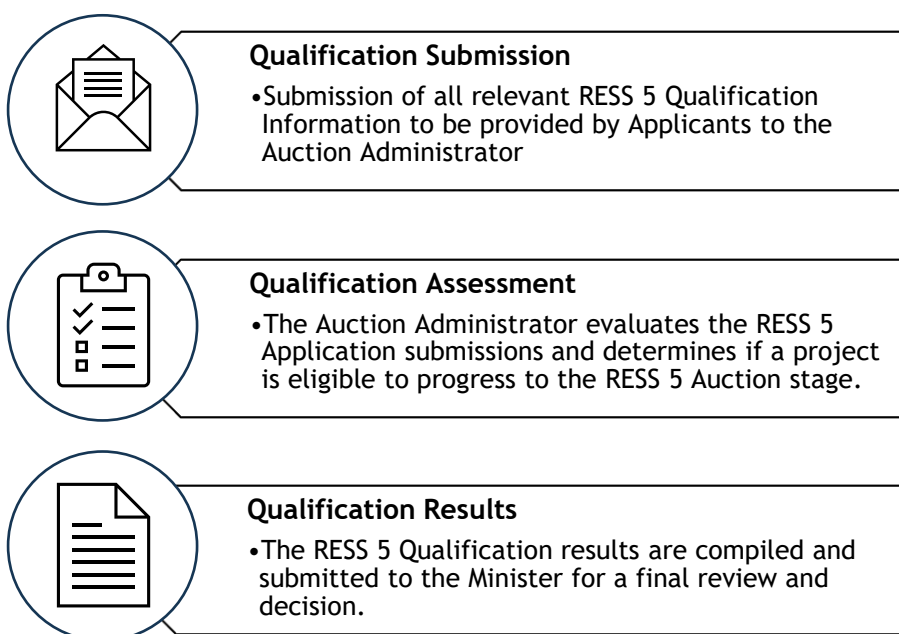 Qualification Submission
•Submission of all relevant RESS 5 Qualification
Information to be provided by Applicants to the
Auction Administrator
Qualification Assessment
•The Auction Administrator evaluates the RESS 5
Application submissions and determines if a project
is eligible to progress to the RESS 5 Auction stage.
Qualification Results
•The RESS 5 Qualification results are compiled and
submitted to the Minister for a final review and
decision.